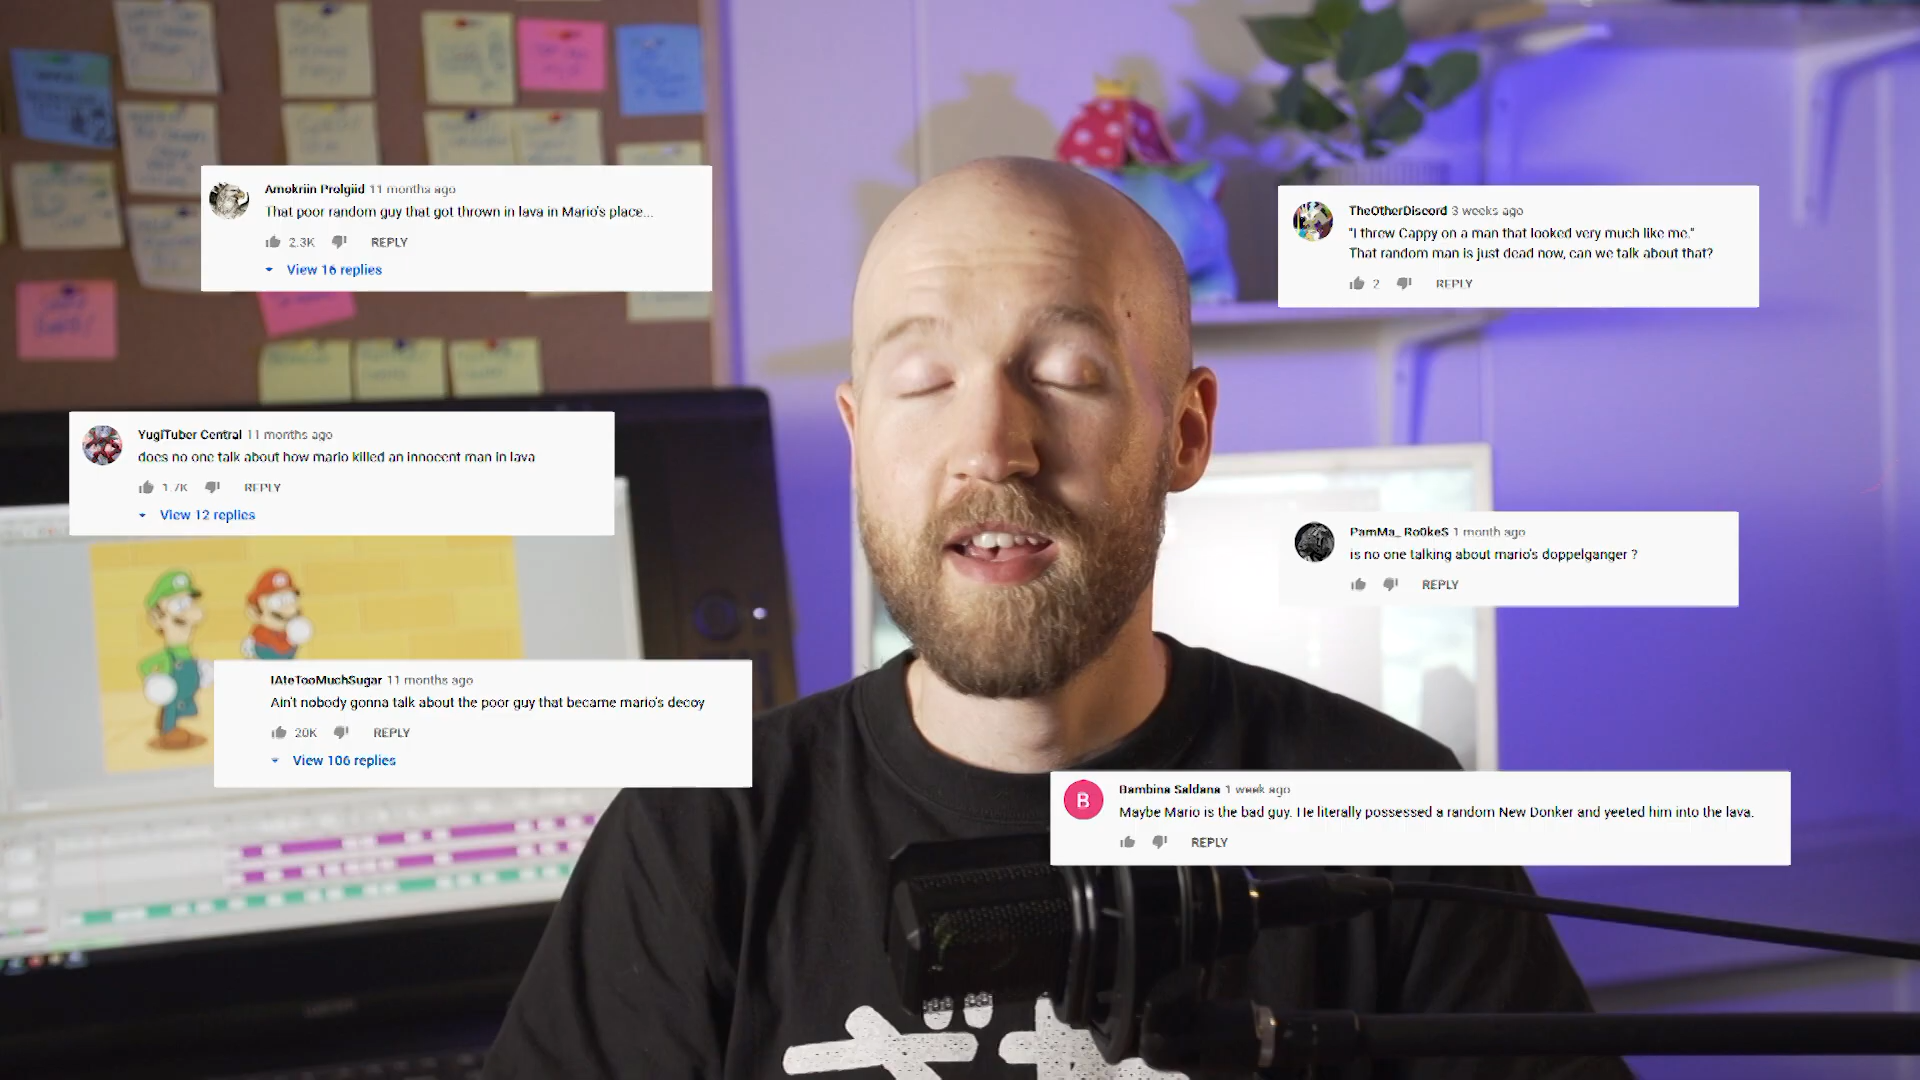 Amokriin Prolgiid 11 months ago
That poor random guy that got thrown in lava in Mario's place...
2.3K REPLY
View 16 replies
TheOtherDiscord 3 weeks ago
"I threw Cappy on a man that looked very much like me."
That random man is just dead now, can we talk about that?
2 REPLY
YugiTuber Central 11 months ago
does no one talk about how mario killed an innocent man in lava
1.7K REPLY
View 12 replies
PamMa_Ro0keS 1 month ago
is no one talking about mario's doppelganger ?
REPLY
IAteTooMuchSugar 11 months ago
Ain't nobody gonna talk about the poor guy that became mario's decoy
20K REPLY
View 106 replies
B
Bambina Saldana 1 week ago
Maybe Mario is the bad guy. He literally possessed a random New Donker and yeeted him into the lava.
REPLY